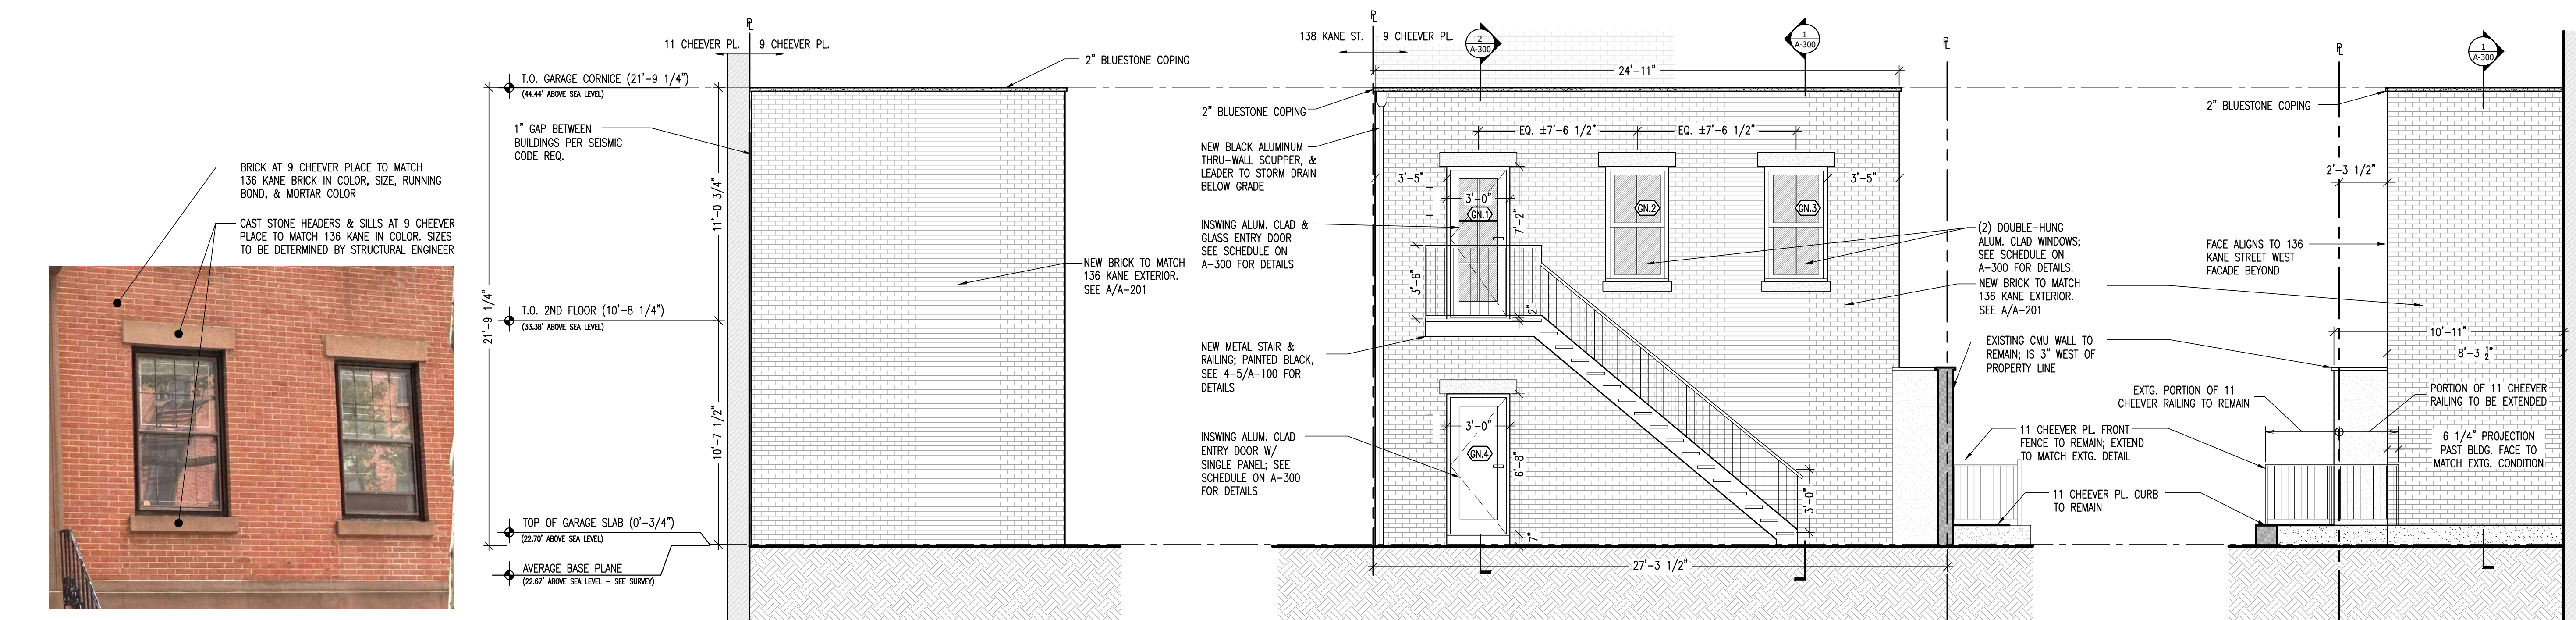 BRICK AT 9 CHEEVER PLACE TO MATCH
136 KANE BRICK IN COLOR, SIZE, RUNNING
BOND, & MORTAR COLOR
CAST STONE HEADERS & SILLS AT 9 CHEEVER
PLACE TO MATCH 136 KANE IN COLOR. SIZES
TO BE DETERMINED BY STRUCTURAL ENGINEER
11 CHEEVER PL.
9 CHEEVER PL.
T.O. GARAGE CORNICE (21'-9 1/4")
(44.44' ABOVE SEA LEVEL)
2" BLUESTONE COPING
1" GAP BETWEEN
BUILDINGS PER SEISMIC
CODE REQ.
11'-0 3/4"
21'-9 1/4"
NEW BRICK TO MATCH
136 KANE EXTERIOR.
SEE A/A-201
T.O. 2ND FLOOR (10'-8 1/4")
(33.38' ABOVE SEA LEVEL)
10'-7 1/2"
TOP OF GARAGE SLAB (0'-3/4")
(22.70' ABOVE SEA LEVEL)
AVERAGE BASE PLANE
(22.67' ABOVE SEA LEVEL - SEE SURVEY)
138 KANE ST.
9 CHEEVER PL.
2
A-300
1
A-300
24'-11"
2" BLUESTONE COPING
EQ. ±7'-6 1/2"
EQ. ±7'-6 1/2"
NEW BLACK ALUMINUM
THRU-WALL SCUPPER, &
LEADER TO STORM DRAIN
BELOW GRADE
3'-5"
3'-0"
GN.1
7'-2"
GN.2
GN.3
3'-5"
INSWING ALUM. CLAD &
GLASS ENTRY DOOR
SEE SCHEDULE ON
A-300 FOR DETAILS
3'-6"
2"
NEW METAL STAIR &
RAILING; PAINTED BLACK,
SEE 4-5/A-100 FOR
DETAILS
INSWING ALUM. CLAD
ENTRY DOOR W/
SINGLE PANEL; SEE
SCHEDULE ON A-300
FOR DETAILS
3'-0"
GN.4
6'-8"
7"
3'-0"
27'-3 1/2"
(2) DOUBLE-HUNG
ALUM. CLAD WINDOWS;
SEE SCHEDULE ON
A-300 FOR DETAILS.
NEW BRICK TO MATCH
136 KANE EXTERIOR.
SEE A/A-201
EXISTING CMU WALL TO
REMAIN; IS 3" WEST OF
PROPERTY LINE
11 CHEEVER PL. FRONT
FENCE TO REMAIN; EXTEND
TO MATCH EXTG. DETAIL
11 CHEEVER PL. CURB
TO REMAIN
1
A-300
2" BLUESTONE COPING
2'-3 1/2"
FACE ALIGNS TO 136
KANE STREET WEST
FACADE BEYOND
10'-11"
8'-3 1/2"
EXTG. PORTION OF 11
CHEEVER RAILING TO REMAIN
PORTION OF 11 CHEEVER
RAILING TO BE EXTENDED
6 1/4" PROJECTION
PAST BLDG. FACE TO
MATCH EXTG. CONDITION